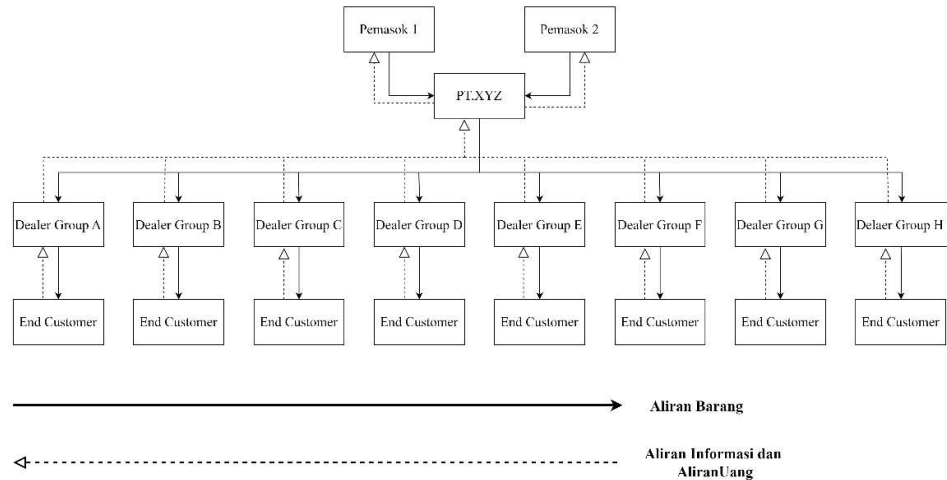 Pemasok 1
Pemasok 2
PT.XYZ
Dealer Group A
Dealer Group B
Dealer Group C
Dealer Group D
Dealer Group E
Dealer Group F
Dealer Group G
Delaer Group H
End Customer
End Customer
End Customer
End Customer
End Customer
End Customer
End Customer
End Customer
Aliran Barang
Aliran Informasi dan
AliranUang